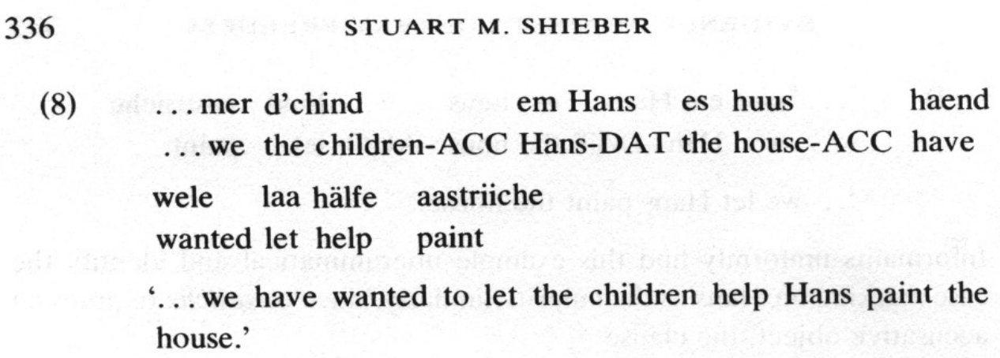 336 STUART M. SHIEBER
(8) ...mer d'chind em Hans es huus haend
...we the children-ACC Hans-DAT the house-ACC have
wele laa hälfe aastriiche
wanted let help paint
‘... we have wanted to let the children help Hans paint the
house.’